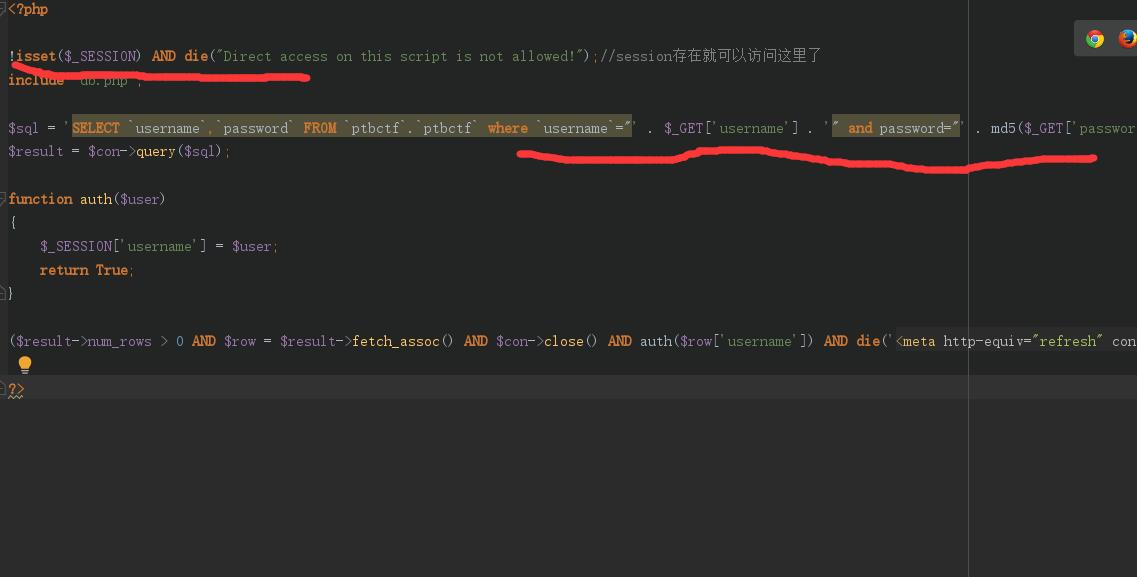 <?php
!isset($_SESSION) AND die("Direct access on this script is not allowed!");//session存在就可以访问这里了
include 'db.php';
$sql = 'SELECT `username`,`password` FROM `ptbctf`.`ptbctf` where `username`="' . $_GET['username'] . '" and password="' . md5($_GET['passwor
$result = $con->query($sql);
function auth($user)
{
$_SESSION['username'] = $user;
return True;
}
($result->num_rows > 0 AND $row = $result->fetch_assoc() AND $con->close() AND auth($row['username']) AND die('<meta http-equiv="refresh" con
?>